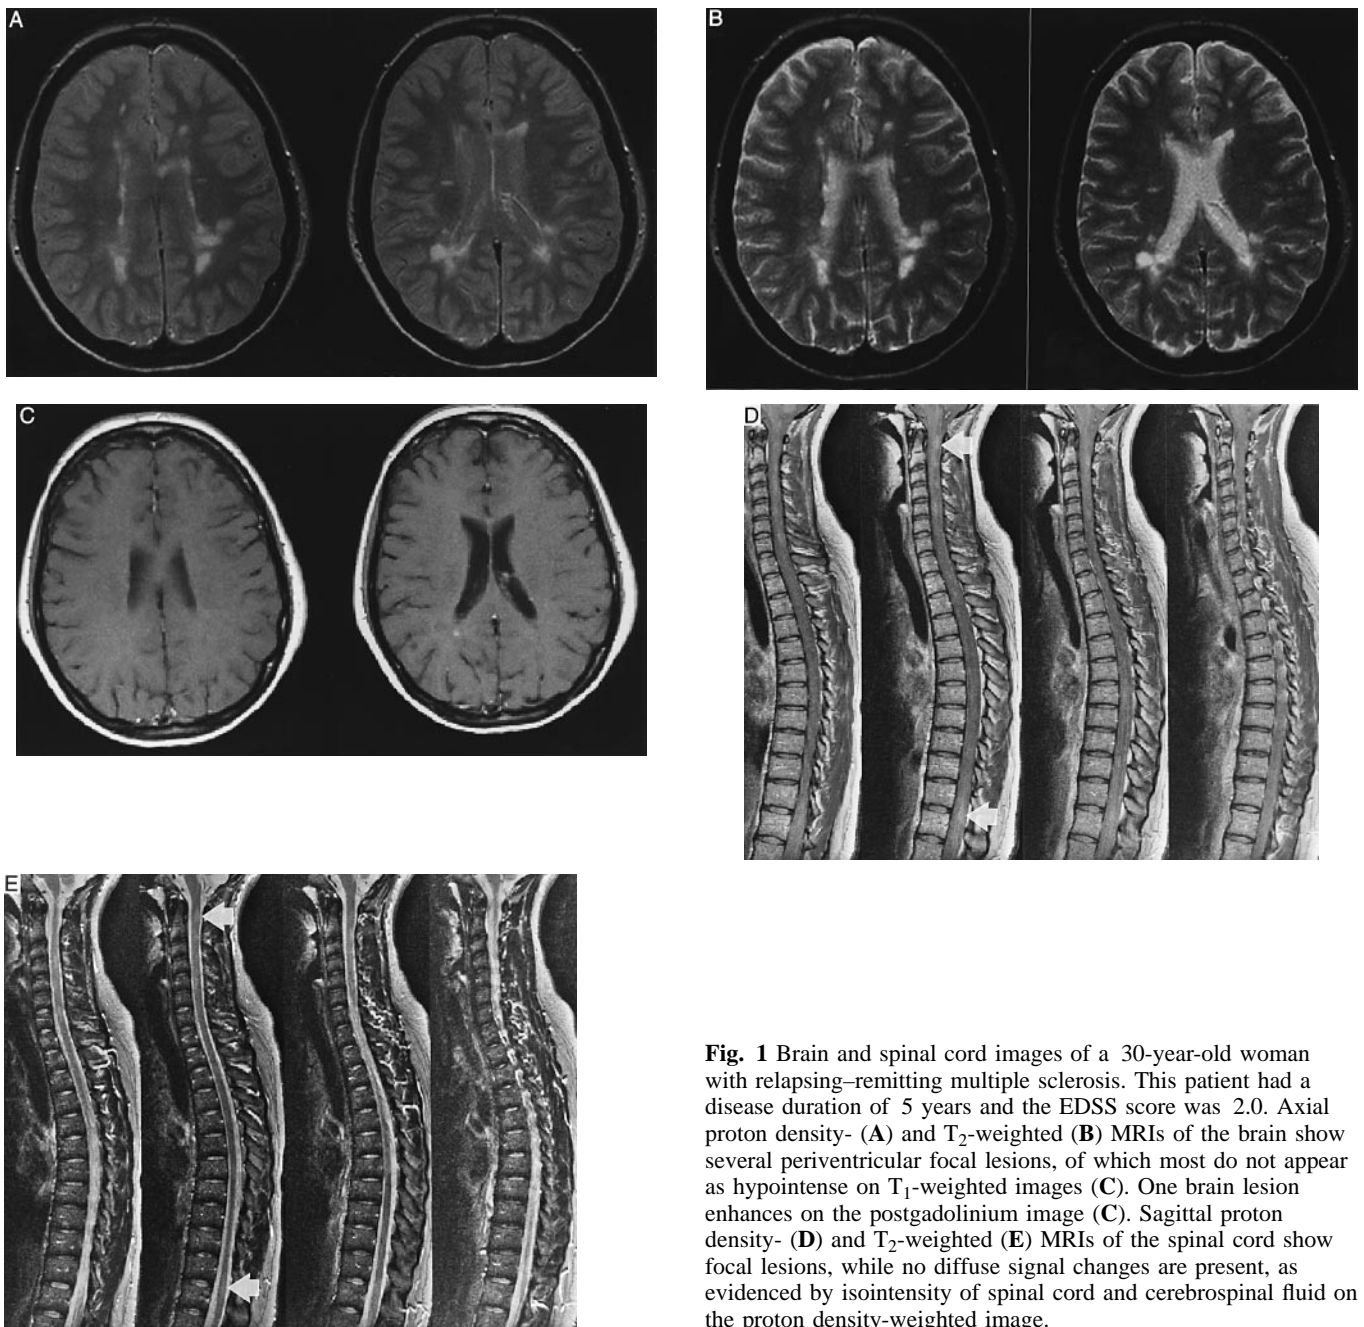 A
B
C
D
E
Fig. 1 Brain and spinal cord images of a 30-year-old woman
with relapsing–remitting multiple sclerosis. This patient had a
disease duration of 5 years and the EDSS score was 2.0. Axial
proton density- (A) and T2-weighted (B) MRIs of the brain show
several periventricular focal lesions, of which most do not appear
as hypointense on T1-weighted images (C). One brain lesion
enhances on the postgadolinium image (C). Sagittal proton
density- (D) and T2-weighted (E) MRIs of the spinal cord show
focal lesions, while no diffuse signal changes are present, as
evidenced by isointensity of spinal cord and cerebrospinal fluid on
the proton density-weighted image.